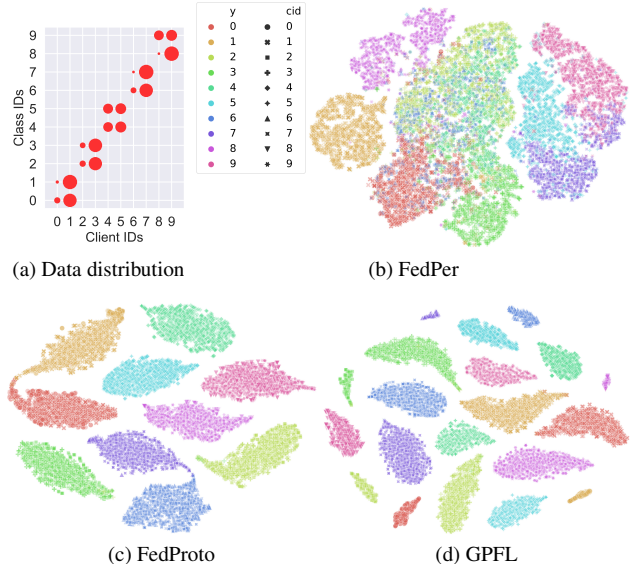 y cid
0 0
1 1
2 2
3 3
4 4
5 5
6 6
7 7
8 8
9 9
Class IDs
9
8
7
6
5
4
3
2
1
0
0 1 2 3 4 5 6 7 8 9
Client IDs
(a) Data distribution
(b) FedPer
(c) FedProto
(d) GPFL